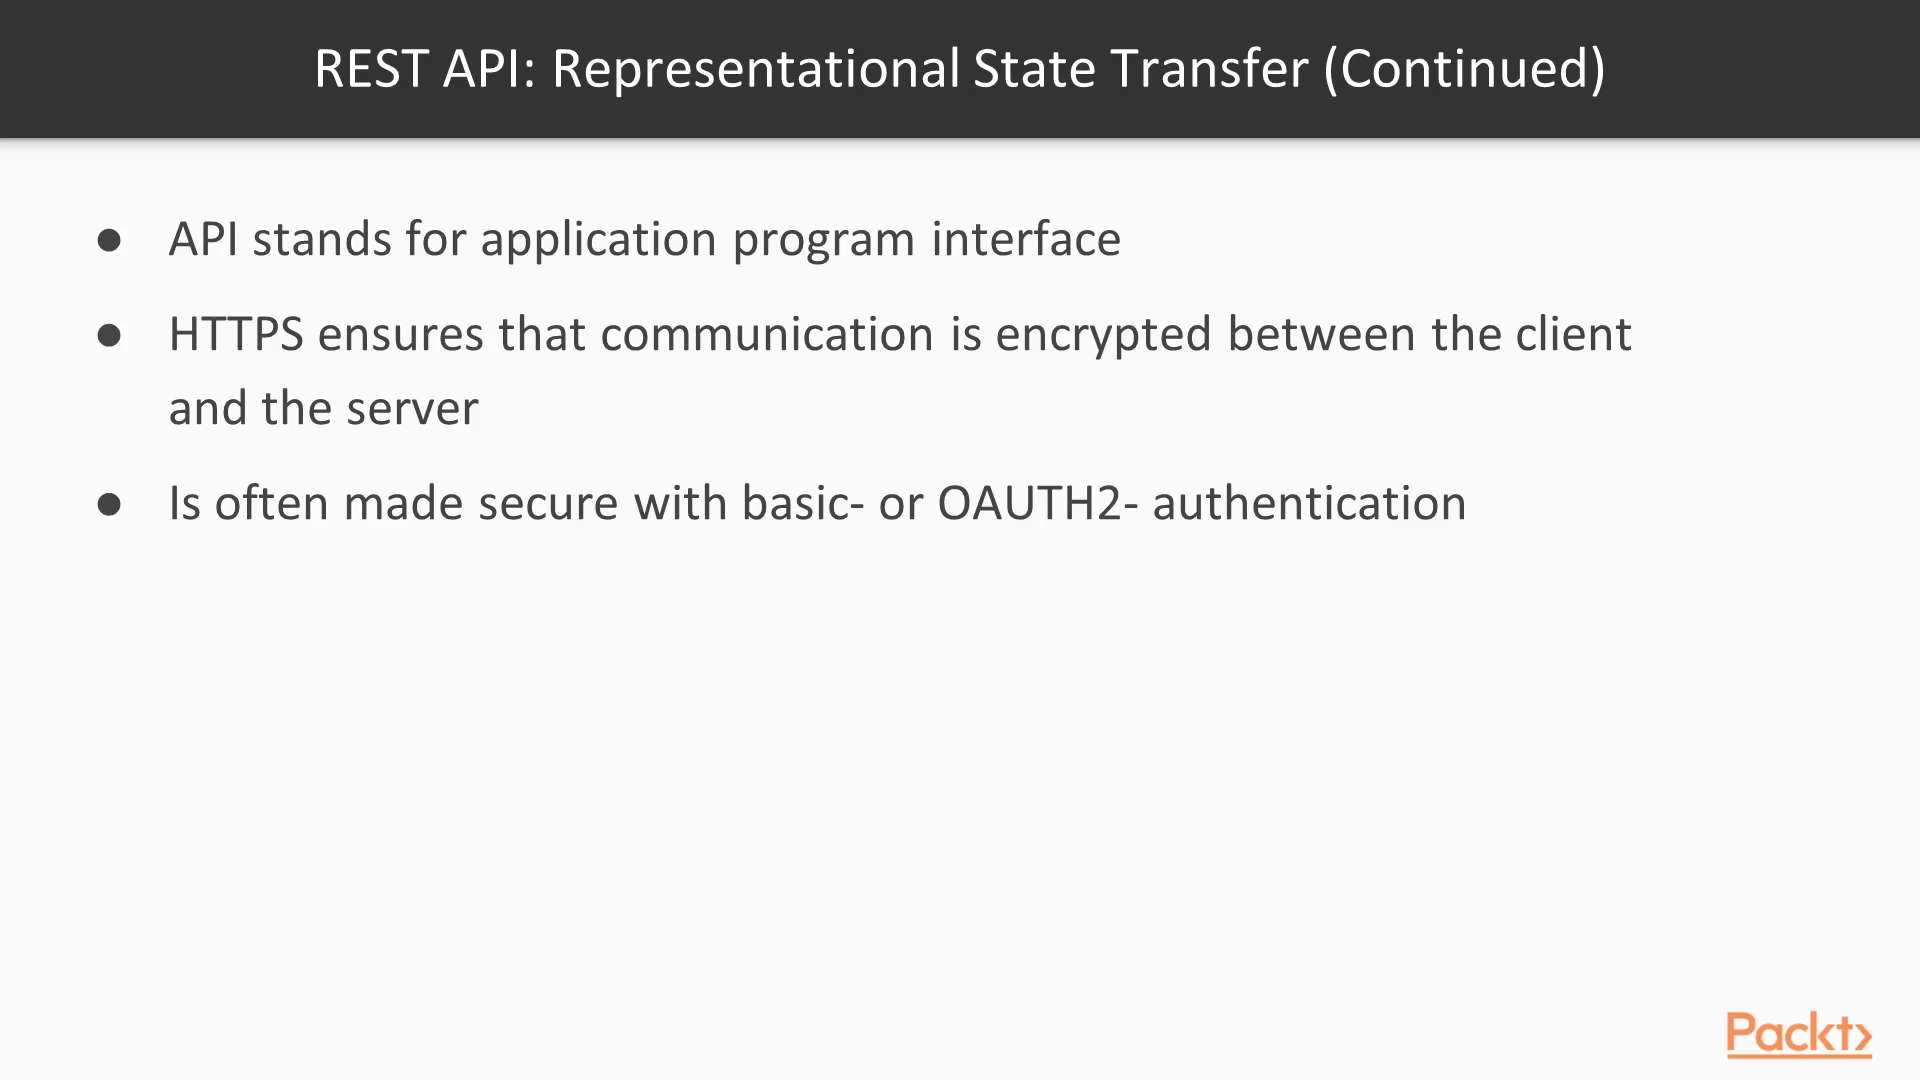 REST API: Representational State Transfer (Continued)
● API stands for application program interface
● HTTPS ensures that communication is encrypted between the client
and the server
● Is often made secure with basic- or OAUTH2- authentication
Packt>